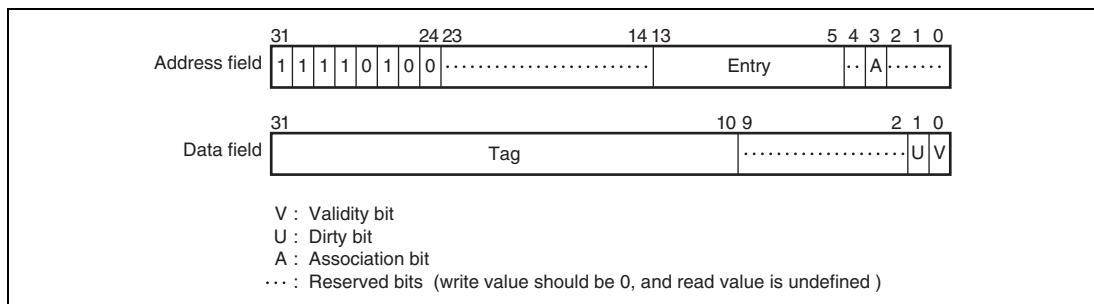 31 24 23 14 13 5 4 3 2 1 0
Address field 1 1 1 1 0 1 0 0 ........................ Entry .. A .......
31 10 9 2 1 0
Data field Tag ................... U V
V : Validity bit
U : Dirty bit
A : Association bit
··· : Reserved bits (write value should be 0, and read value is undefined )